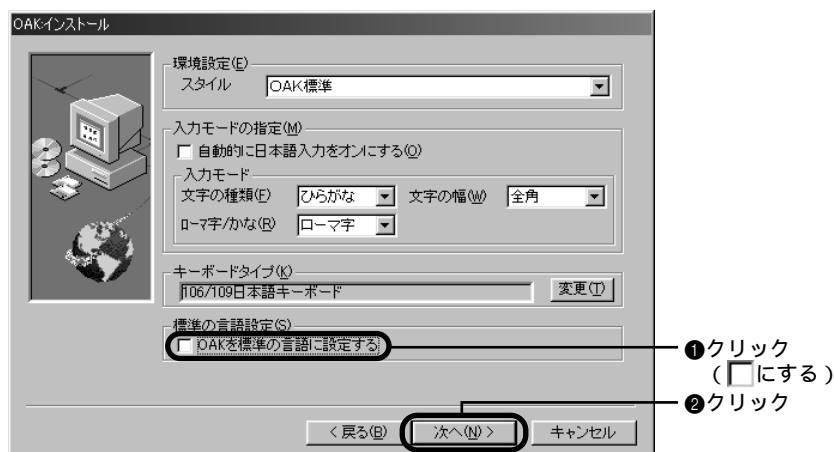 OAK:インストール
環境設定(E)
スタイル OAK標準
入力モードの指定(M)
自動的に日本語入力をオンにする(O)
入力モード
文字の種類(F) ひらがな 文字の幅(W) 全角
ローマ字/かな(R) ローマ字
キーボードタイプ(K)
106/109日本語キーボード 変更(T)
標準の言語設定(S)
OAKを標準の言語に設定する
❶クリック
(□にする)
❷クリック
< 戻る(B) 次へ(N) > キャンセル